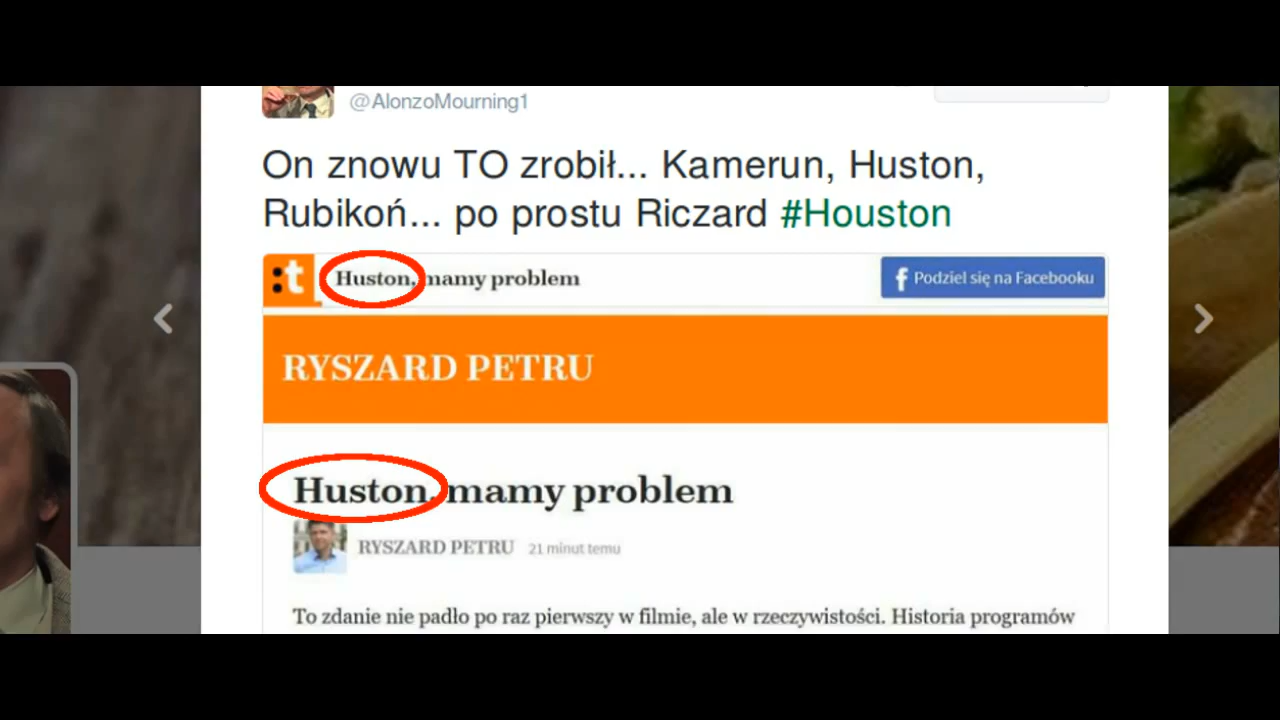 @AlonzoMourning1
On znowu TO zrobił... Kamerun, Huston,
Rubikoń... po prostu Riczard #Houston
:t Huston, mamy problem
f Podziel się na Facebooku
RYSZARD PETRU
Huston, mamy problem
RYSZARD PETRU 21 minut temu
To zdanie nie padło po raz pierwszy w filmie, ale w rzeczywistości. Historia programów